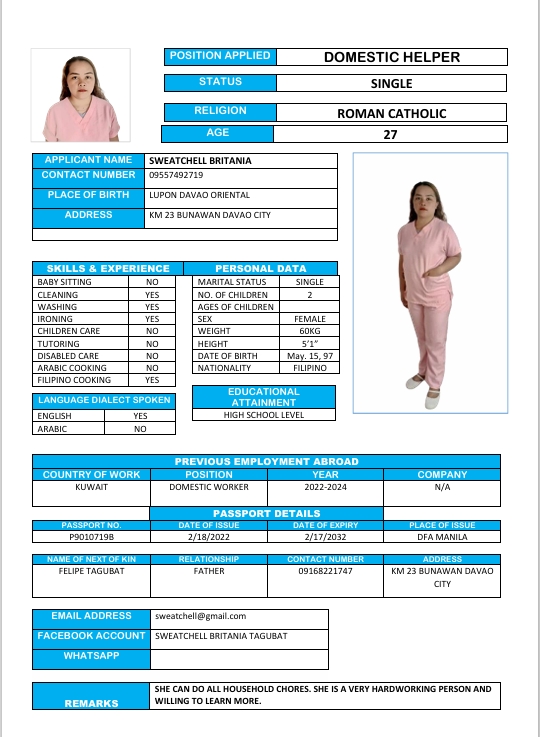 POSITION APPLIED DOMESTIC HELPER
STATUS SINGLE
RELIGION ROMAN CATHOLIC
AGE 27
APPLICANT NAME SWEATCHELL BRITANIA
CONTACT NUMBER 09557492719
PLACE OF BIRTH LUPON DAVAO ORIENTAL
ADDRESS KM 23 BUNAWAN DAVAO CITY
SKILLS & EXPERIENCE PERSONAL DATA
BABY SITTING NO MARITAL STATUS SINGLE
CLEANING YES NO. OF CHILDREN 2
WASHING YES AGES OF CHILDREN
IRONING YES SEX FEMALE
CHILDREN CARE NO WEIGHT 60KG
TUTORING NO HEIGHT 5'1"
DISABLED CARE NO DATE OF BIRTH May. 15, 97
ARABIC COOKING NO NATIONALITY FILIPINO
FILIPINO COOKING YES
EDUCATIONAL
ATTAINMENT
HIGH SCHOOL LEVEL
LANGUAGE DIALECT SPOKEN
ENGLISH YES
ARABIC NO
PREVIOUS EMPLOYMENT ABROAD
COUNTRY OF WORK POSITION YEAR COMPANY
KUWAIT DOMESTIC WORKER 2022-2024 N/A
PASSPORT DETAILS
PASSPORT NO. DATE OF ISSUE DATE OF EXPIRY PLACE OF ISSUE
P9010719B 2/18/2022 2/17/2032 DFA MANILA
NAME OF NEXT OF KIN RELATIONSHIP CONTACT NUMBER ADDRESS
FELIPE TAGUBAT FATHER 09168221747 KM 23 BUNAWAN DAVAO
CITY
EMAIL ADDRESS sweatchell@gmail.com
FACEBOOK ACCOUNT SWEATCHELL BRITANIA TAGUBAT
WHATSAPP
REMARKS SHE CAN DO ALL HOUSEHOLD CHORES. SHE IS A VERY HARDWORKING PERSON AND
WILLING TO LEARN MORE.